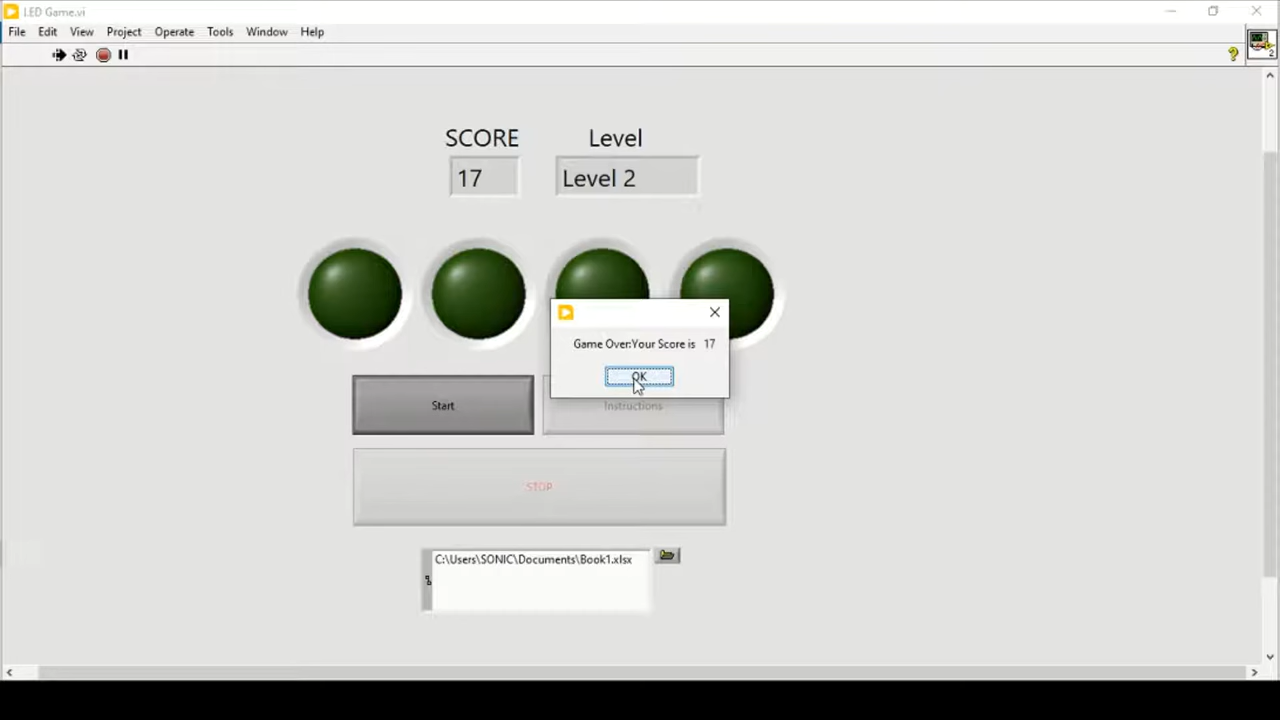 LED Game.vi
File Edit View Project Operate Tools Window Help
2
SCORE Level
17 Level 2
Game Over:Your Score is 17
OK
Start Instructions
STOP
C:\Users\SONIC\Documents\Book1.xlsx